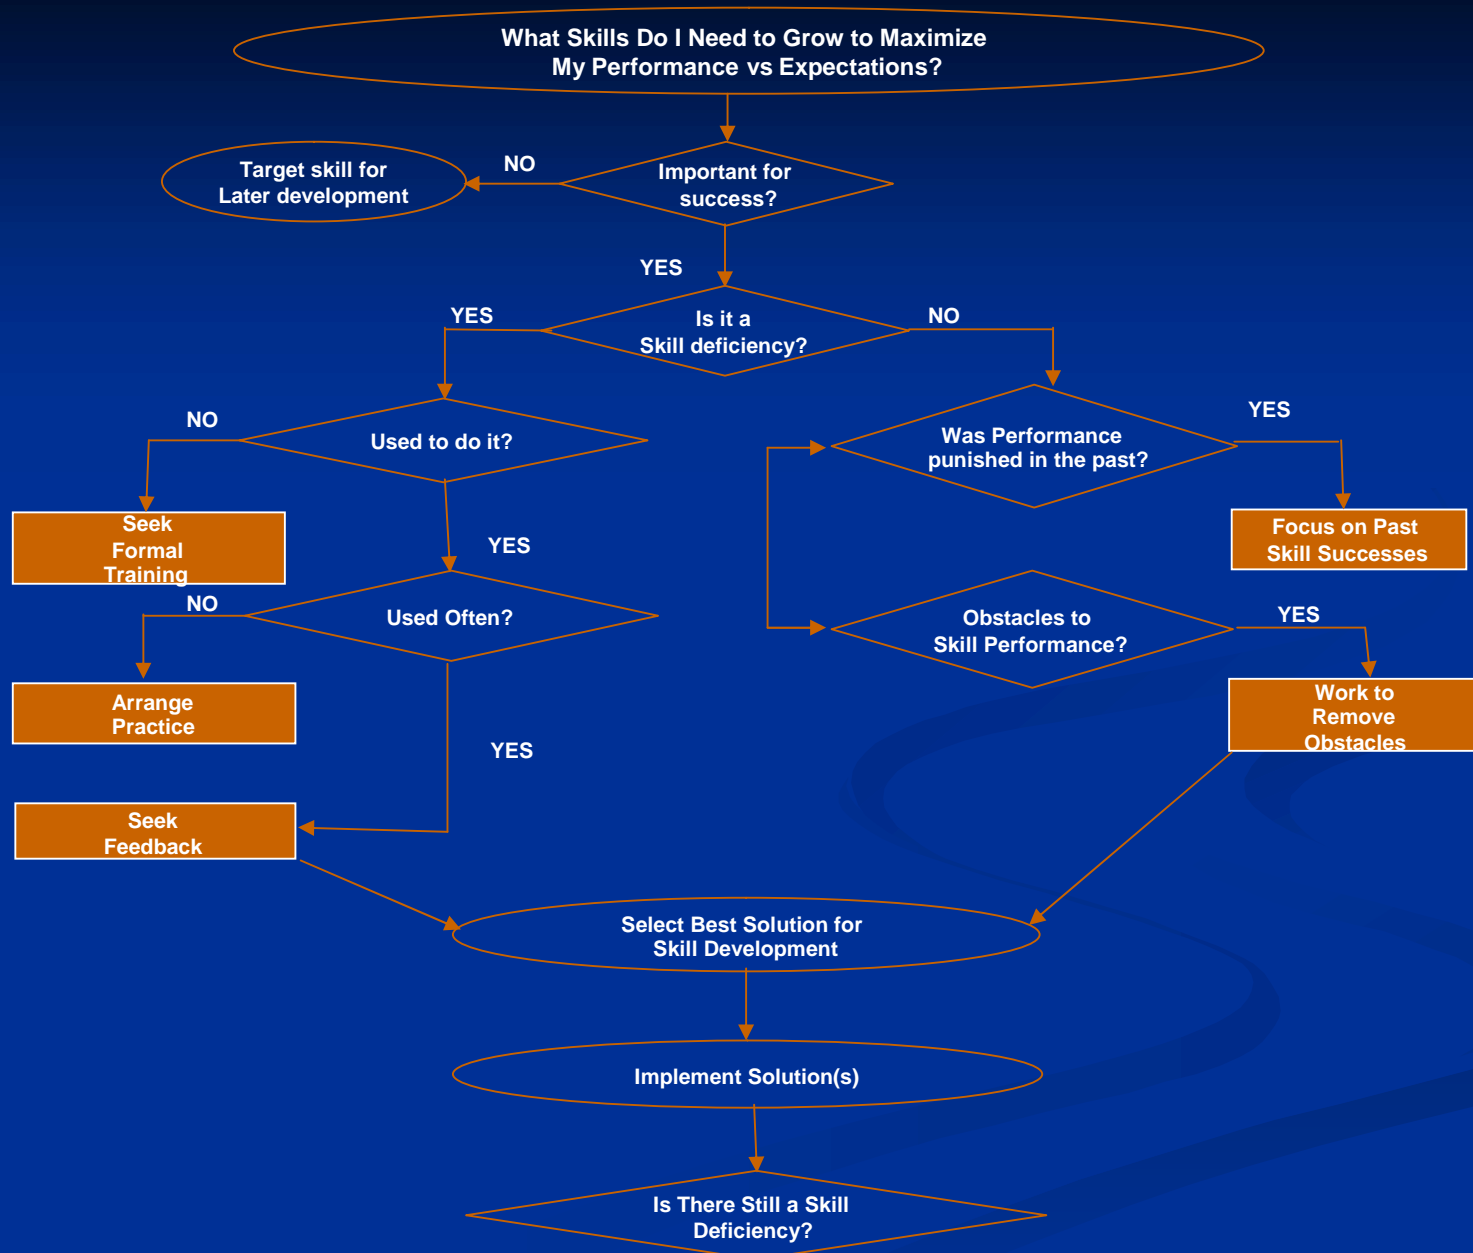 What Skills Do I Need to Grow to Maximize
My Performance vs Expectations?
NO
Target skill for
Later development
Important for
success?
YES
YES
Is it a
Skill deficiency?
NO
NO
Used to do it?
Was Performance
punished in the past?
YES
Seek
Formal
Training
YES
Focus on Past
Skill Successes
NO
Used Often?
Obstacles to
Skill Performance?
YES
Arrange
Practice
Work to
Remove
Obstacles
YES
Seek
Feedback
Select Best Solution for
Skill Development
Implement Solution(s)
Is There Still a Skill
Deficiency?